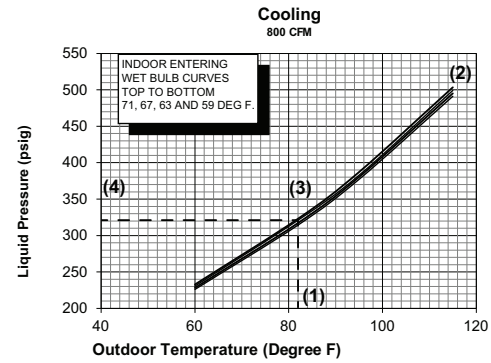 Cooling
800 CFM
550
INDOOR ENTERING
WET BULB CURVES
TOP TO BOTTOM
71, 67, 63 AND 59 DEG F.
(2)
500
450
400
(4)
(3)
350
300
250
(1)
200
40
60
80
100
120
Liquid Pressure (psig)
Outdoor Temperature (Degree F)